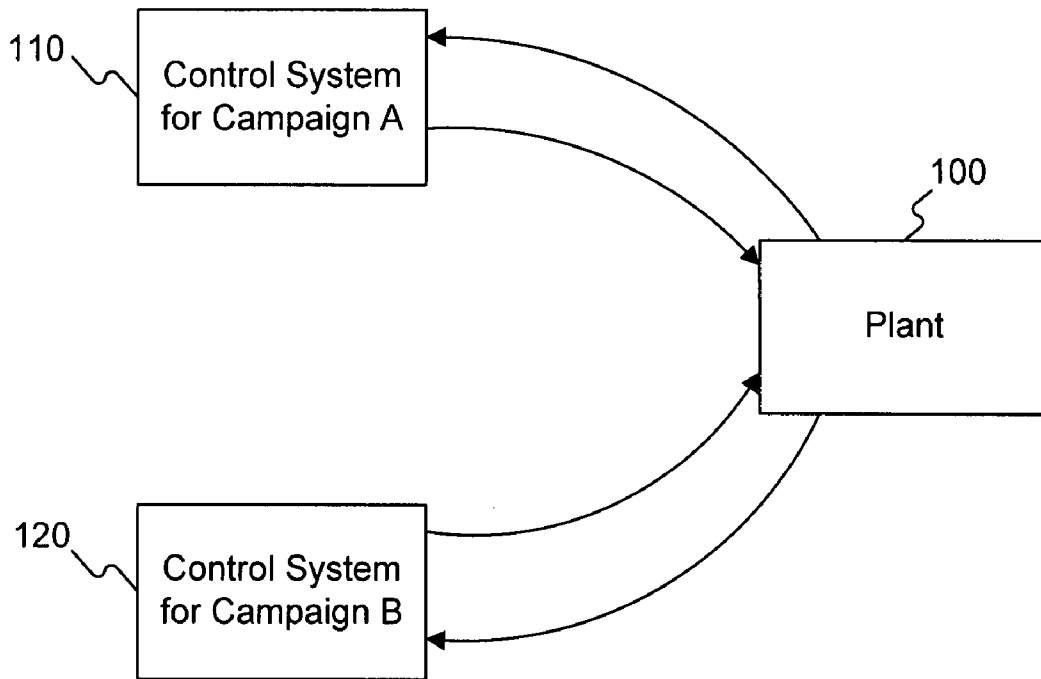 110
Control System
for Campaign A
100
Plant
120
Control System
for Campaign B